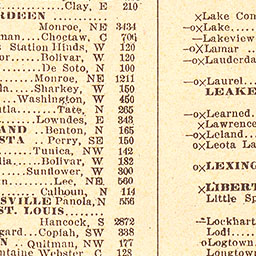 Clay, E 210
RDEEN
Monroe, NE 3434
man Choctaw, C 706
s Station Hinds, W 120
or Bolivar, W 120
De Soto, N 100
Monroe, NE 1211
la Sharkey, W 150
Washington, W 450
utla Tate, N 265
Lowndes, E 343
AND Benton, N 165
STA Perry, SE 150
Tunica, NW 142
lia Bolivar, W 182
Sunflower, W 300
n Lee, NE 560
Calhoun, N 114
SVILLE Panola, N 556
ST. LOUIS
Hancock, S 2872
gard Copiah, SW 338
N Quitman, NW 177
ntaine Webster, C 128
xLake Con
—oxLake
—Lakeview
—oxLamar
—oxLauderda
—oxLaurel
LEAKE
—oxLearned
xLawrence
—oxLeland
oxLeota La
oxLEXING
xLIBERT
Little Sp
—Lockhart
Lodi
oLogtown
Longtown